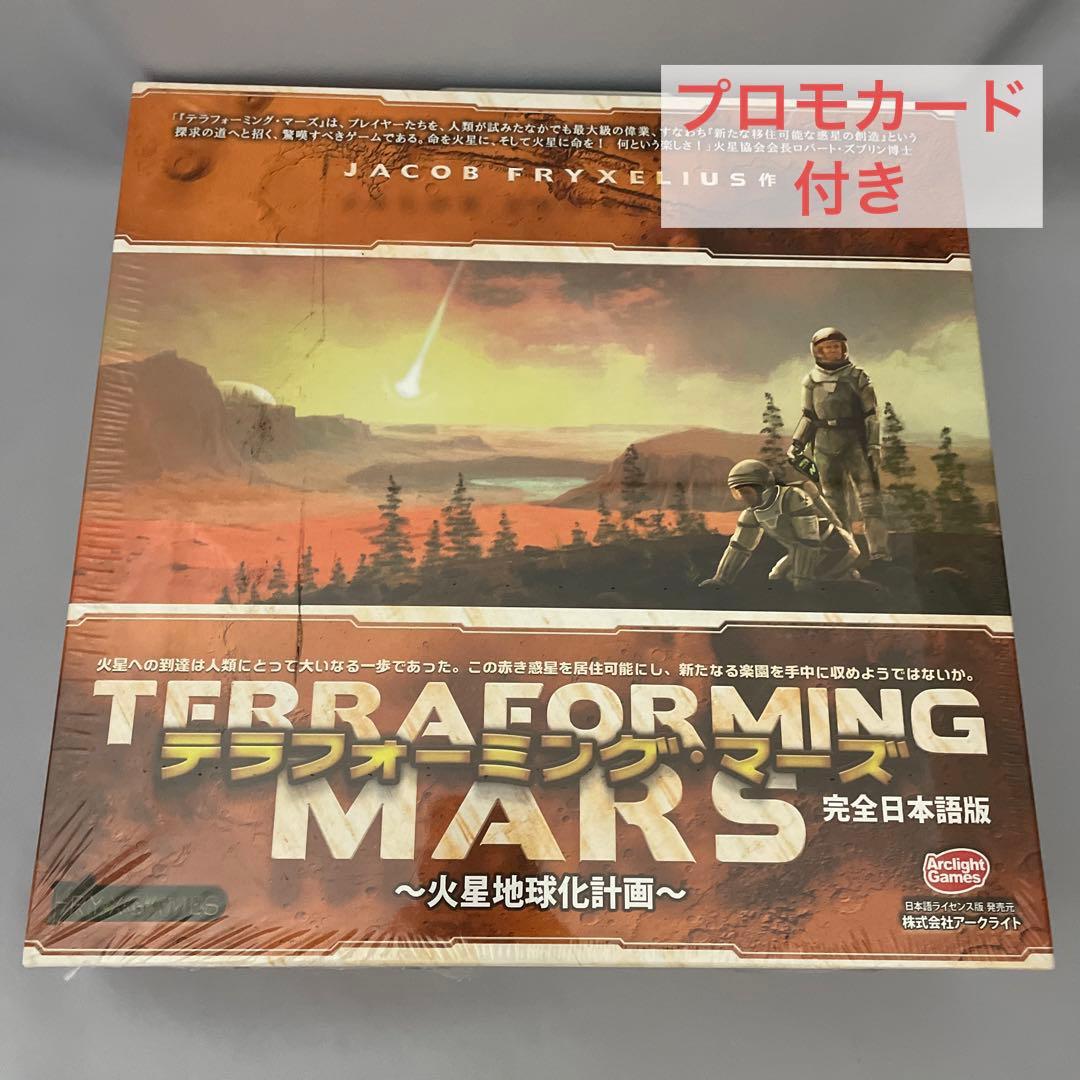 プロモカード
付き
「『テラフォーミング・マーズ』は、プレイヤーたちを、人類が試みたなかでも最大級の偉業、すなわち『新たな移住可能な惑星の創造』という
探求の道へと招く、驚嘆すべきゲームである。命を火星に、そして火星に命を！ 何という楽しさ！」火星協会会長ロバート・ズブリン博士
JACOB FRYXELIUS作
火星への到達は人類にとって大いなる一歩であった。この赤き惑星を居住可能にし、新たなる楽園を手中に収めようではないか。
TERRAFORMING
テラフォーミング・マーズ
MARS
完全日本語版
～火星地球化計画～
FRYXGAMES
Arclight
Games
日本語ライセンス版 発売元
株式会社アークライト